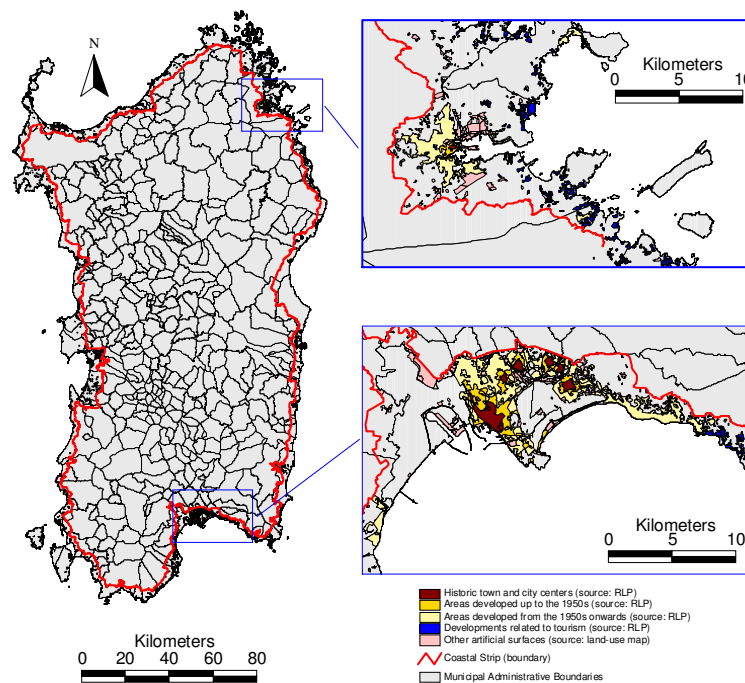 N
Kilometers
0 5 10
Kilometers
0 5 10
Historic town and city centers (source: RLP)
Areas developed up to the 1950s (source: RLP)
Areas developed from the 1950s onwards (source: RLP)
Developments related to tourism (source: RLP)
Other artificial surfaces (source: land-use map)
Coastal Strip (boundary)
Municipal Administrative Boundaries
Kilometers
0 20 40 60 80